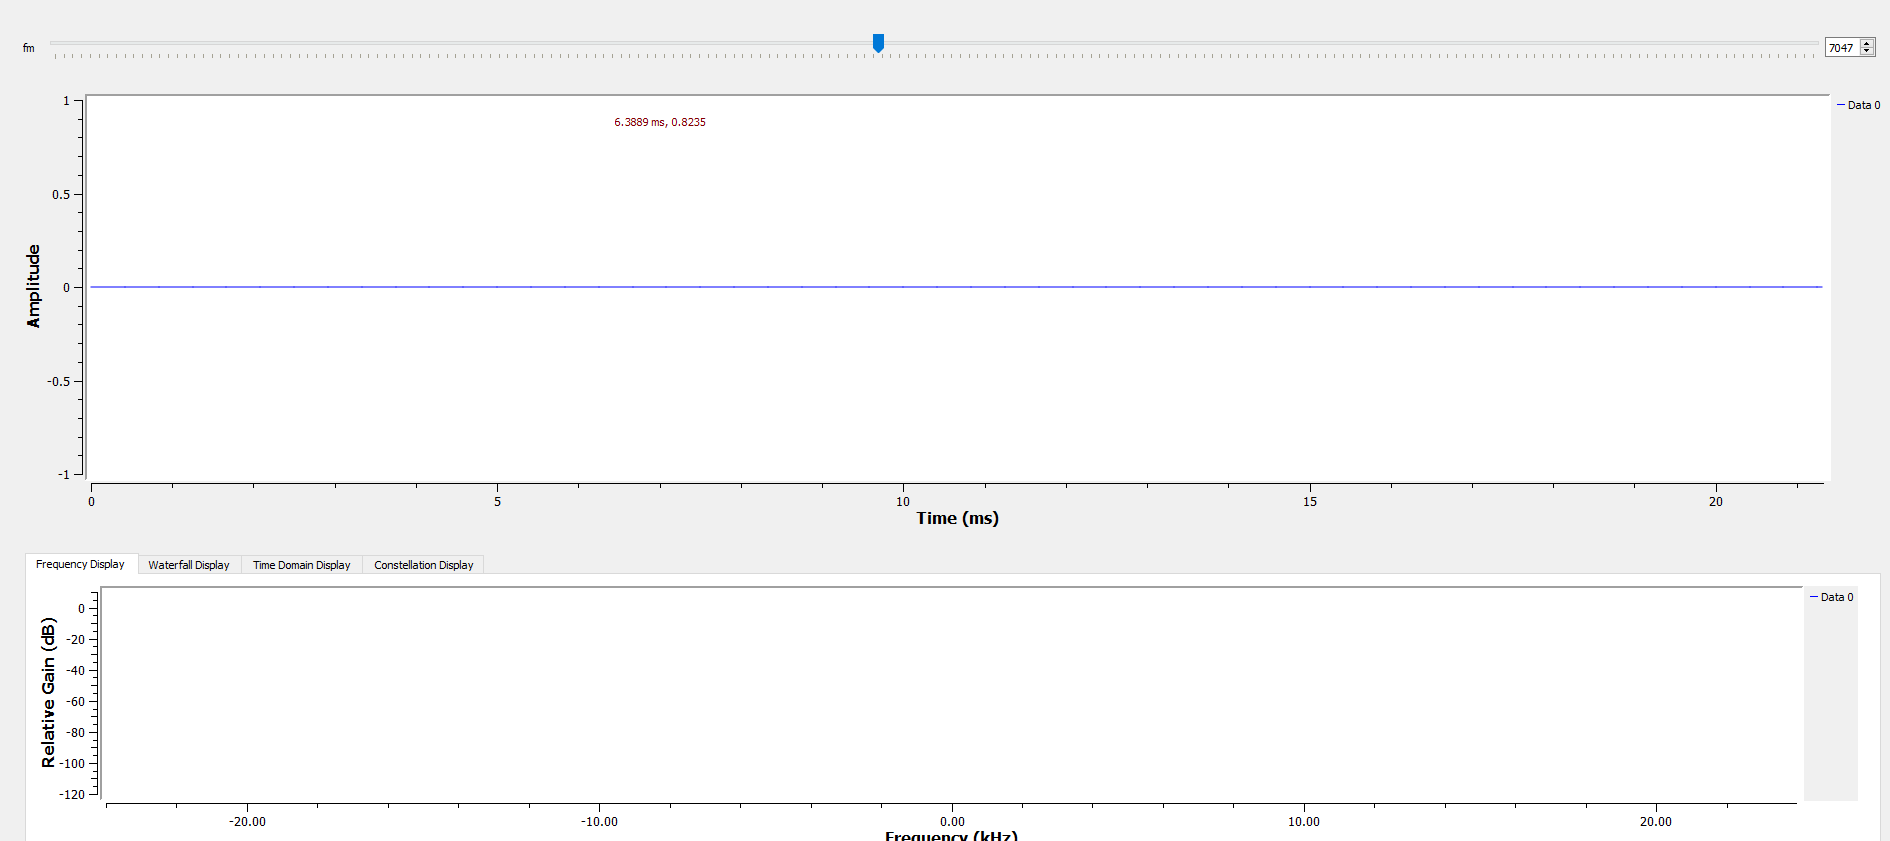 fm
7047
1
0.5
0
-0.5
-1
Amplitude
6.3889 ms, 0.8235
Data 0
0
5
10
15
20
Time (ms)
Frequency Display
Waterfall Display
Time Domain Display
Constellation Display
0
-20
-40
-60
-80
-100
-120
Relative Gain (dB)
Data 0
-20.00
-10.00
0.00
10.00
20.00
Frequency (kHz)